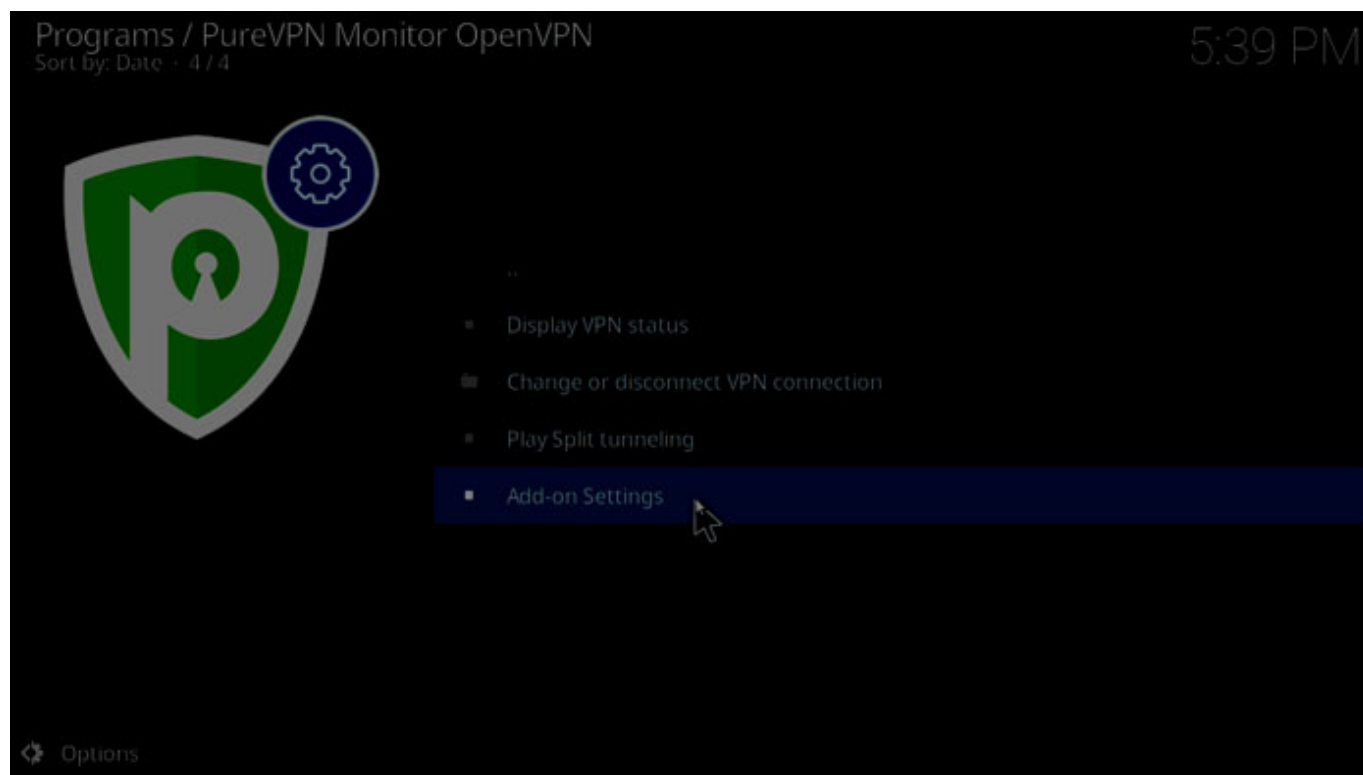 Programs / PureVPN Monitor OpenVPN
Sort by: Date · 4 / 4
5:39 PM
..
Display VPN status
Change or disconnect VPN connection
Play Split tunneling
Add-on Settings
Options